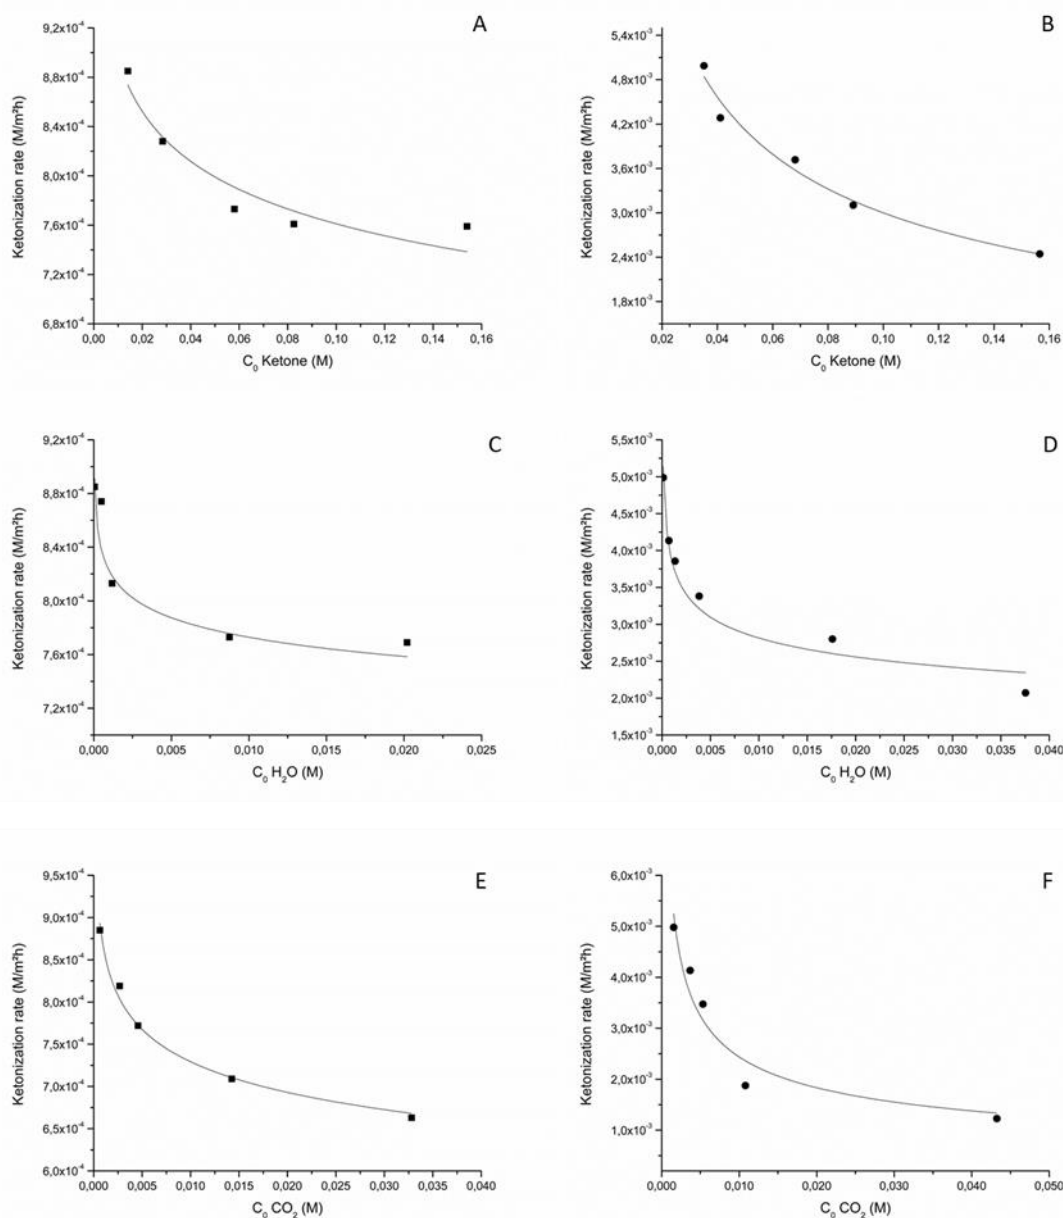 A
Ketonization rate (M/m²h)
9,2x10⁻⁴
8,8x10⁻⁴
8,4x10⁻⁴
8,0x10⁻⁴
7,6x10⁻⁴
7,2x10⁻⁴
6,8x10⁻⁴
0,00 0,02 0,04 0,06 0,08 0,10 0,12 0,14 0,16
C₀ Ketone (M)
B
Ketonization rate (M/m²h)
5,4x10⁻³
4,8x10⁻³
4,2x10⁻³
3,6x10⁻³
3,0x10⁻³
2,4x10⁻³
1,8x10⁻³
0,02 0,04 0,06 0,08 0,10 0,12 0,14 0,16
C₀ Ketone (M)
C
Ketonization rate (M/m²h)
9,2x10⁻⁴
8,8x10⁻⁴
8,4x10⁻⁴
8,0x10⁻⁴
7,6x10⁻⁴
7,2x10⁻⁴
0,000 0,005 0,010 0,015 0,020 0,025
C₀ H₂O (M)
D
Ketonization rate (M/m²h)
5,5x10⁻³
5,0x10⁻³
4,5x10⁻³
4,0x10⁻³
3,5x10⁻³
3,0x10⁻³
2,5x10⁻³
2,0x10⁻³
1,5x10⁻³
0,000 0,005 0,010 0,015 0,020 0,025 0,030 0,035 0,040
C₀ H₂O (M)
E
Ketonization rate (M/m²h)
9,5x10⁻⁴
9,0x10⁻⁴
8,5x10⁻⁴
8,0x10⁻⁴
7,5x10⁻⁴
7,0x10⁻⁴
6,5x10⁻⁴
6,0x10⁻⁴
0,000 0,005 0,010 0,015 0,020 0,025 0,030 0,035 0,040
C₀ CO₂ (M)
F
Ketonization rate (M/m²h)
6,0x10⁻³
5,0x10⁻³
4,0x10⁻³
3,0x10⁻³
2,0x10⁻³
1,0x10⁻³
0,000 0,010 0,020 0,030 0,040 0,050
C₀ CO₂ (M)